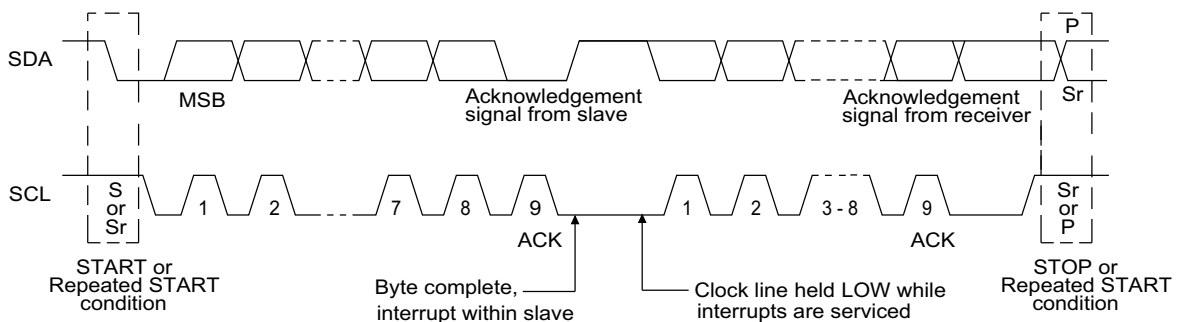 P
SDA
MSB
Acknowledgement
signal from slave
Acknowledgement
signal from receiver
Sr
SCL
S
or
Sr
1
2
7
8
9
1
2
3 - 8
9
Sr
or
P
ACK
ACK
START or
Repeated START
condition
Byte complete,
interrupt within slave
Clock line held LOW while
interrupts are serviced
STOP or
Repeated START
condition